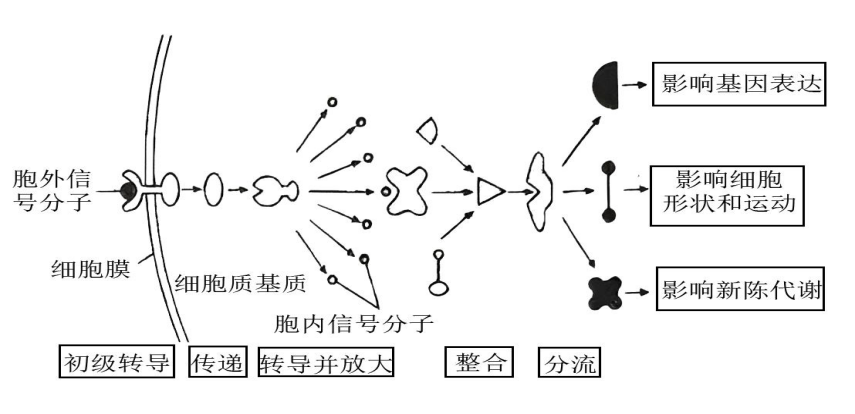 影响基因表达
胞外信
号分子
影响细胞
形状和运动
细胞膜
细胞质基质
影响新陈代谢
胞内信号分子
初级转导
传递
转导并放大
整合
分流